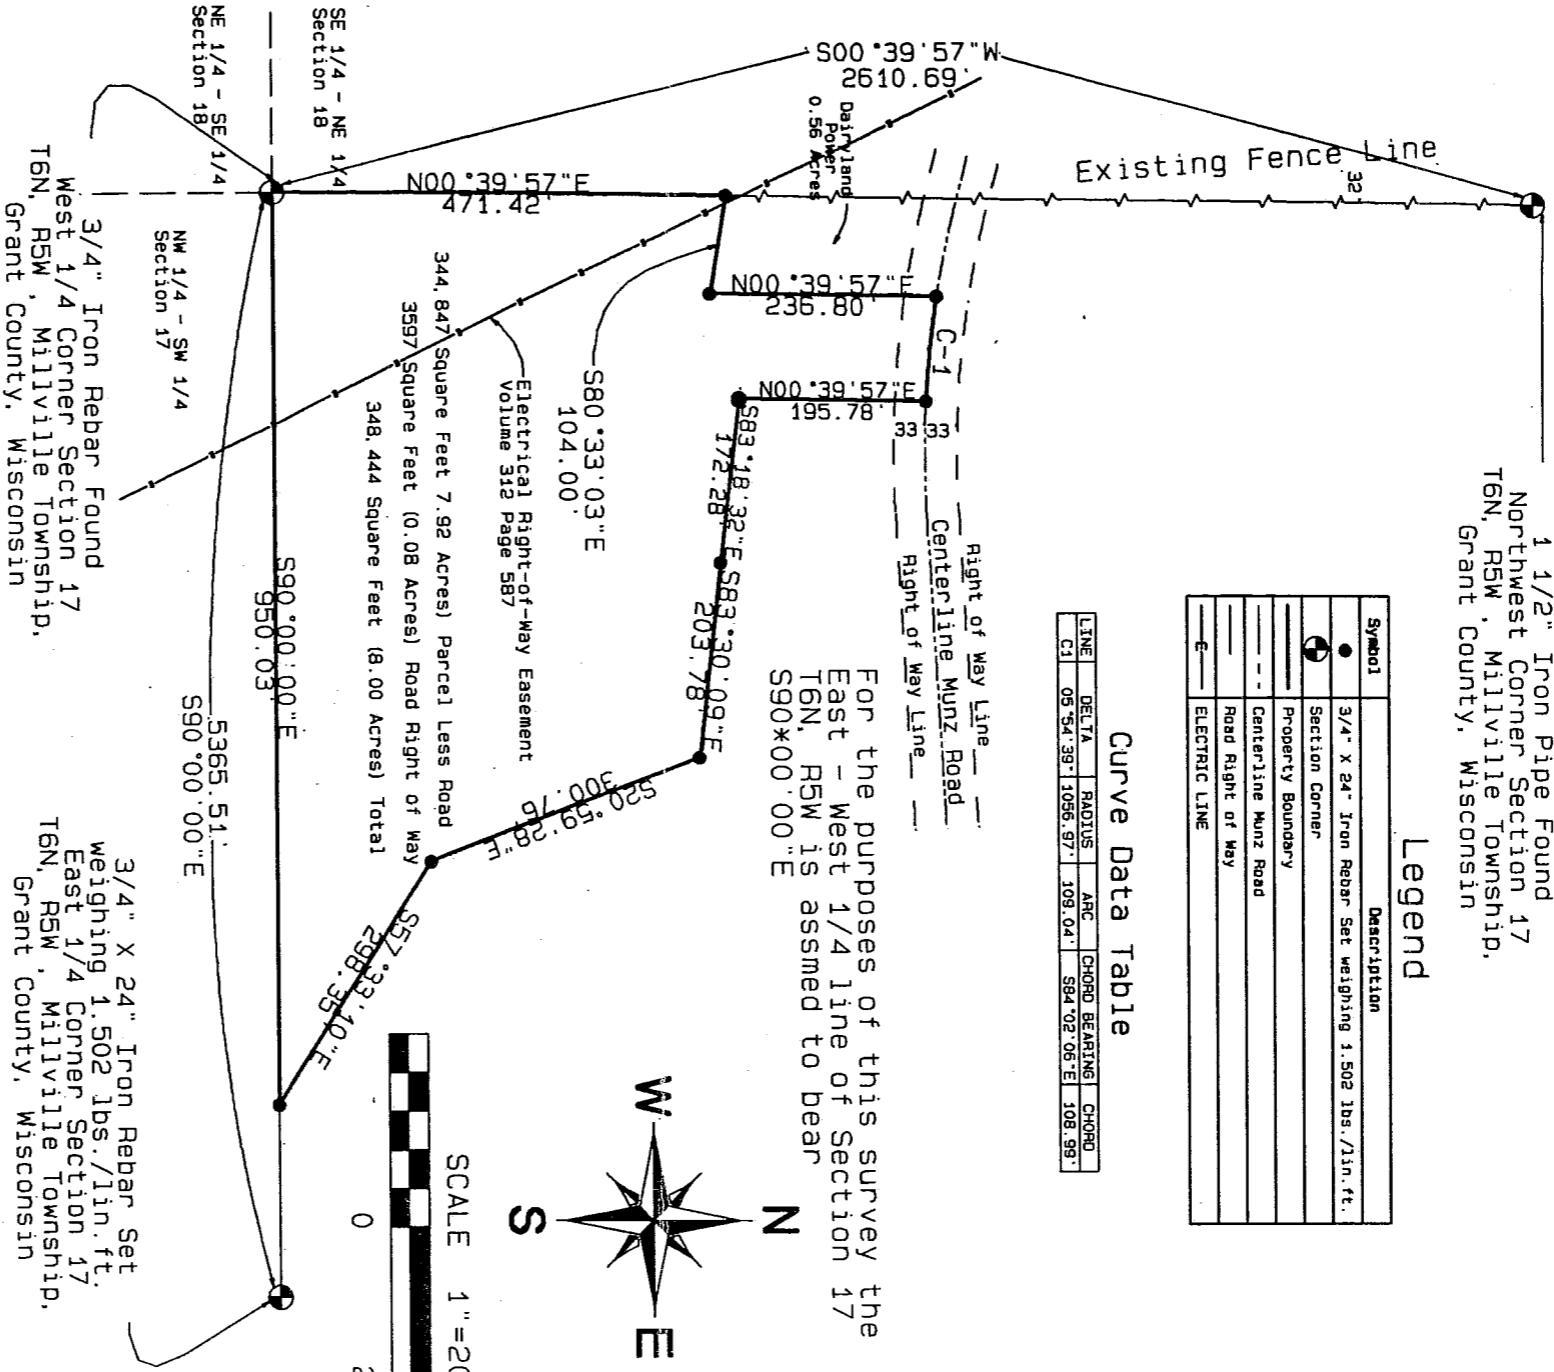 1 1/2" Iron Pipe Found
Northwest Corner Section 17
T6N, R5W , Millville Township,
Grant County, Wisconsin
Legend
Symbol Description
3/4" X 24" Iron Rebar Set weighing 1.502 lbs./lin.ft.
Section Corner
Property Boundary
Centerline Munz Road
Road Right of Way
E ELECTRIC LINE
Curve Data Table
LINE DELTA RADIUS ARC CHORD BEARING CHORD
C1 05°54'39" 1056.97' 109.04' S84°02'06"E 108.99'
S00°39'57"W
2610.69'
Existing Fence Line
32'
Dairyland
Power
0.56 Acres
Right of Way Line
Centerline Munz Road
Right of Way Line
33 33
C-1
N00°39'57"E
236.80'
N00°39'57"E
195.78'
N00°39'57"E
471.42'
S80°33'03"E
104.00'
S83°18'32"E
172.28'
S83°30'09"E
203.78'
S20°59'28"E
300.76'
S57°33'10"E
298.35'
For the purposes of this survey the
East - West 1/4 line of Section 17
T6N, R5W is assmed to bear
S90*00'00"E
Electrical Right-of-Way Easement
Volume 312 Page 587
344,847 Square Feet 7.92 Acres) Parcel Less Road
3597 Square Feet (0.08 Acres) Road Right of Way
348,444 Square Feet (8.00 Acres) Total
SE 1/4 - NE 1/4
Section 18
NE 1/4 - SE 1/4
Section 18
NW 1/4 - SW 1/4
Section 17
S90°00'00"E
950.03'
5365.51'
S90°00'00"E
3/4" Iron Rebar Found
West 1/4 Corner Section 17
T6N, R5W , Millville Township,
Grant County, Wisconsin
3/4" X 24" Iron Rebar Set
weighing 1.502 lbs./lin.ft.
East 1/4 Corner Section 17
T6N, R5W , Millville Township,
Grant County, Wisconsin
N
W
E
S
SCALE 1"=20
0